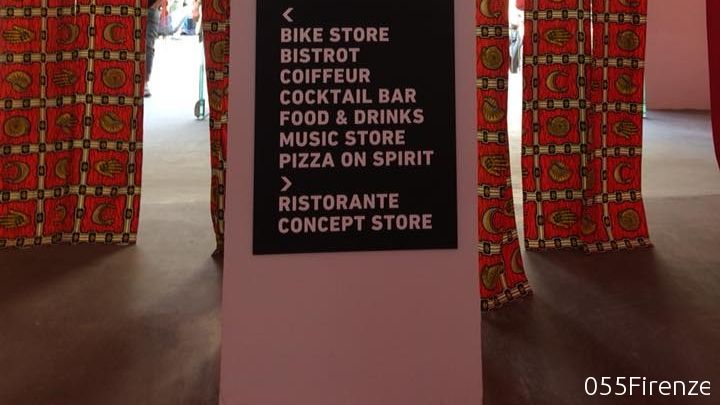 <
BIKE STORE
BISTROT
COIFFEUR
COCKTAIL BAR
FOOD & DRINKS
MUSIC STORE
PIZZA ON SPIRIT
>
RISTORANTE
CONCEPT STORE
055Firenze